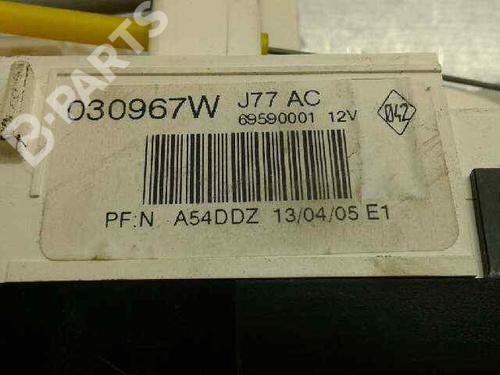 B-PARTS
030967W J77 AC
69590001 12V
042
PF:N A54DDZ 13/04/05 E1